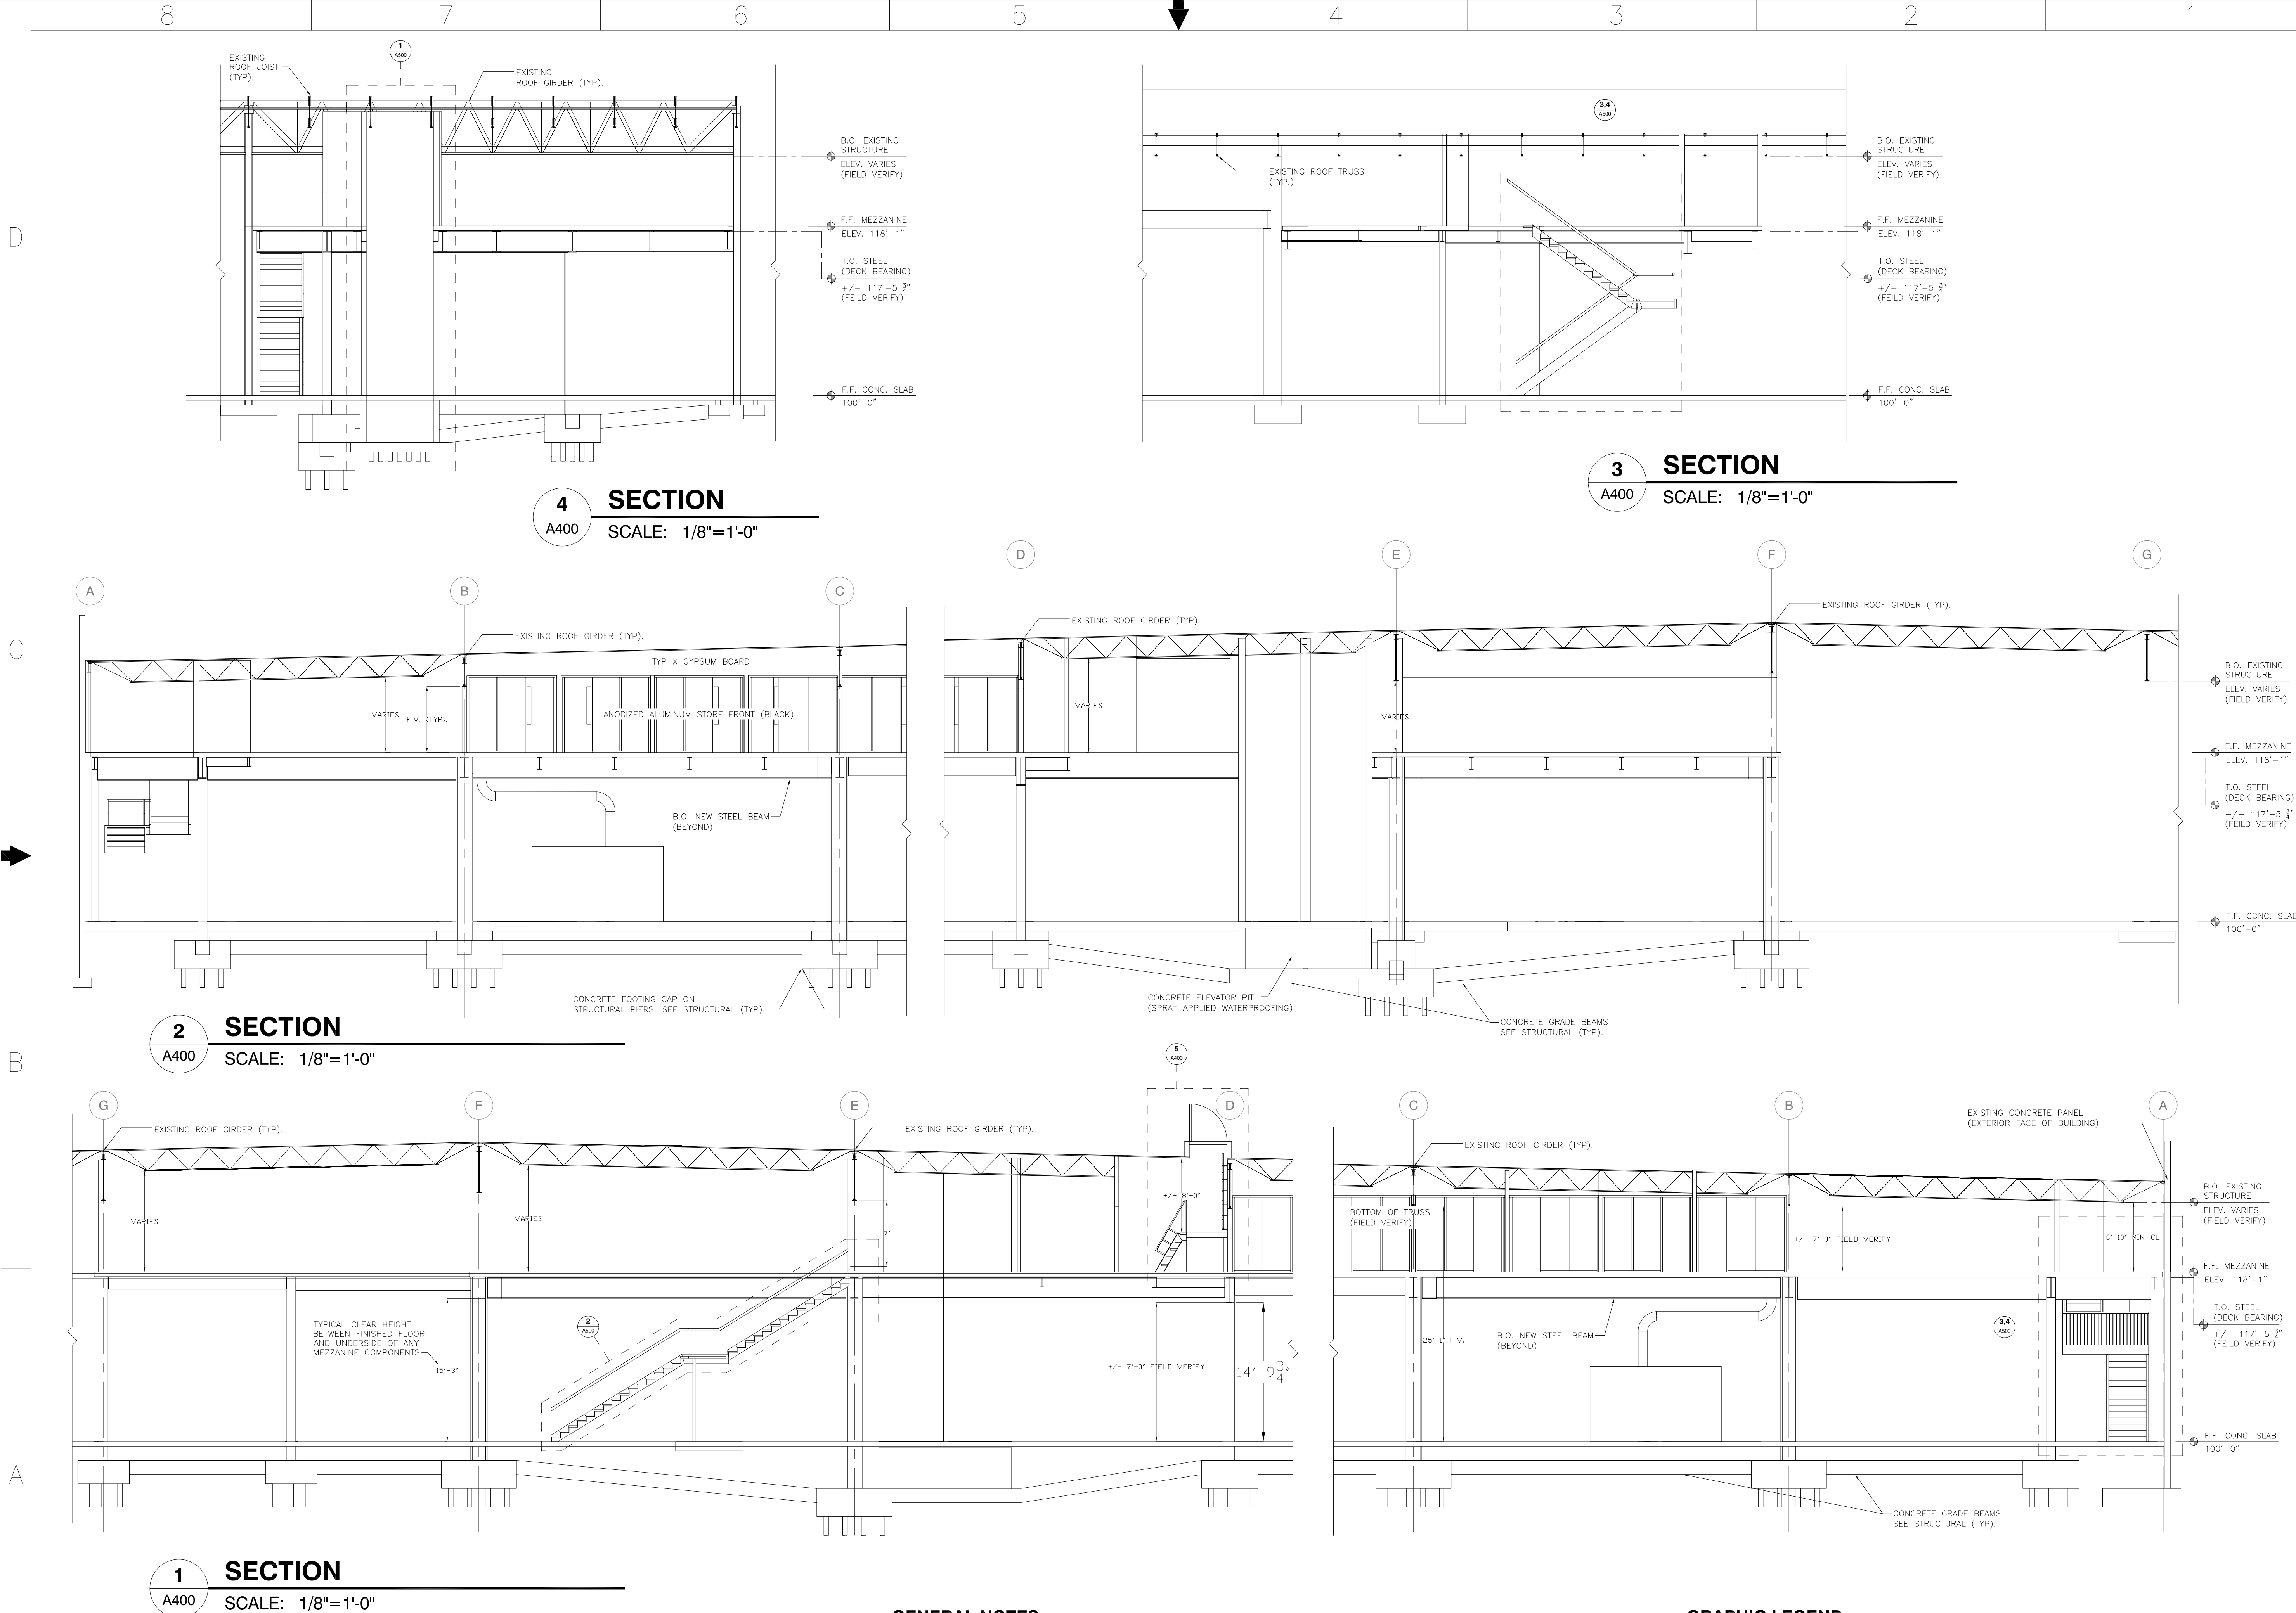 8 7 6 5 4 3 2 1
D
C
B
A
EXISTING
ROOF JOIST
(TYP).
1
A500
EXISTING
ROOF GIRDER (TYP).
B.O. EXISTING
STRUCTURE
ELEV. VARIES
(FIELD VERIFY)
F.F. MEZZANINE
ELEV. 118'-1"
T.O. STEEL
(DECK BEARING)
+/- 117'-5 3/4"
(FEILD VERIFY)
F.F. CONC. SLAB
100'-0"
4
A400
SECTION
SCALE: 1/8"=1'-0"
3,4
A500
EXISTING ROOF TRUSS
(TYP.)
B.O. EXISTING
STRUCTURE
ELEV. VARIES
(FIELD VERIFY)
F.F. MEZZANINE
ELEV. 118'-1"
T.O. STEEL
(DECK BEARING)
+/- 117'-5 3/4"
(FEILD VERIFY)
F.F. CONC. SLAB
100'-0"
3
A400
SECTION
SCALE: 1/8"=1'-0"
A B C D E F G
EXISTING ROOF GIRDER (TYP).
EXISTING ROOF GIRDER (TYP).
EXISTING ROOF GIRDER (TYP).
TYP X GYPSUM BOARD
ANODIZED ALUMINUM STORE FRONT (BLACK)
VARIES
F.V. (TYP).
VARIES
VARIES
B.O. NEW STEEL BEAM
(BEYOND)
CONCRETE FOOTING CAP ON
STRUCTURAL PIERS. SEE STRUCTURAL (TYP).
CONCRETE ELEVATOR PIT.
(SPRAY APPLIED WATERPROOFING)
CONCRETE GRADE BEAMS
SEE STRUCTURAL (TYP).
B.O. EXISTING
STRUCTURE
ELEV. VARIES
(FIELD VERIFY)
F.F. MEZZANINE
ELEV. 118'-1"
T.O. STEEL
(DECK BEARING)
+/- 117'-5 3/4"
(FEILD VERIFY)
F.F. CONC. SLAB
100'-0"
2
A400
SECTION
SCALE: 1/8"=1'-0"
5
A400
G F E D C B A
EXISTING ROOF GIRDER (TYP).
EXISTING ROOF GIRDER (TYP).
EXISTING ROOF GIRDER (TYP).
EXISTING CONCRETE PANEL
(EXTERIOR FACE OF BUILDING)
VARIES
VARIES
7'
+/- 8'-0"
BOTTOM OF TRUSS
(FIELD VERIFY)
+/- 7'-0" FIELD VERIFY
6'-10" MIN. CL.
TYPICAL CLEAR HEIGHT
BETWEEN FINISHED FLOOR
AND UNDERSIDE OF ANY
MEZZANINE COMPONENTS
15'-3"
2
A500
+/- 7'-0" FIELD VERIFY
14'-9 3/4"
25'-1" F.V.
B.O. NEW STEEL BEAM
(BEYOND)
3,4
A500
CONCRETE GRADE BEAMS
SEE STRUCTURAL (TYP).
B.O. EXISTING
STRUCTURE
ELEV. VARIES
(FIELD VERIFY)
F.F. MEZZANINE
ELEV. 118'-1"
T.O. STEEL
(DECK BEARING)
+/- 117'-5 3/4"
(FEILD VERIFY)
F.F. CONC. SLAB
100'-0"
1
A400
SECTION
SCALE: 1/8"=1'-0"
GENERAL NOTES
GRAPHIC LEGEND